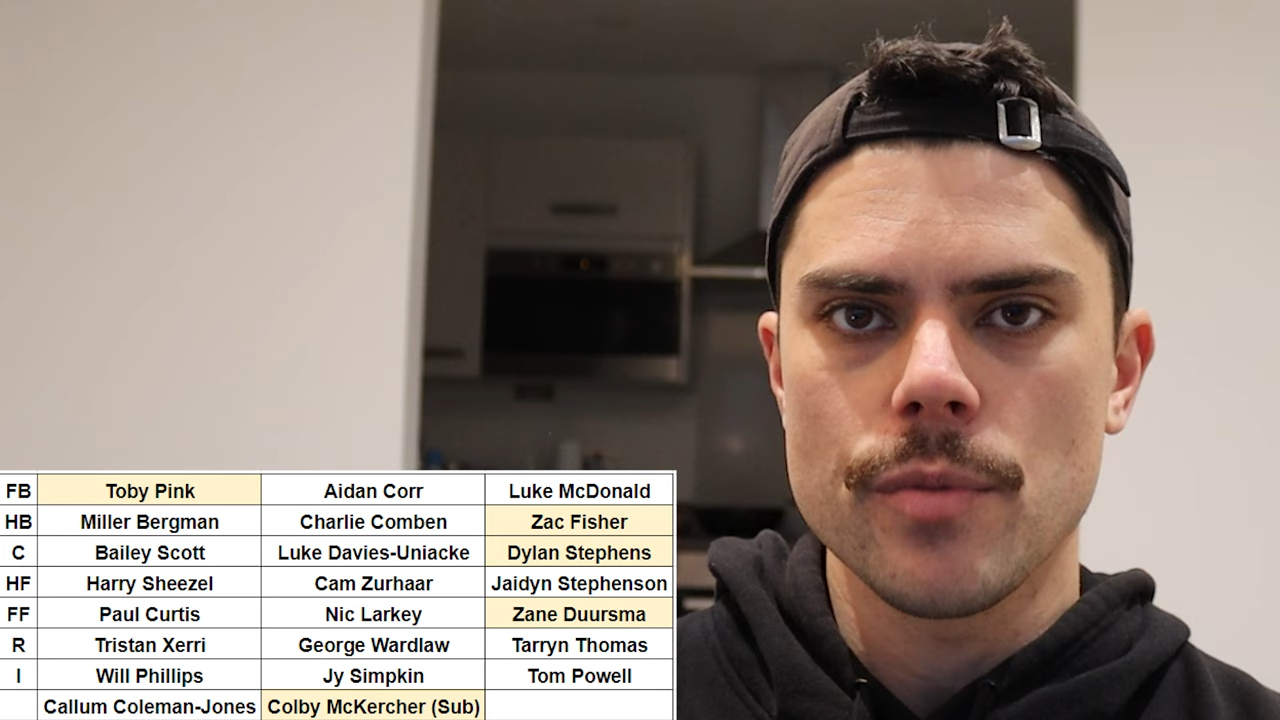 FB Toby Pink Aidan Corr Luke McDonald
HB Miller Bergman Charlie Comben Zac Fisher
C Bailey Scott Luke Davies-Uniacke Dylan Stephens
HF Harry Sheezel Cam Zurhaar Jaidyn Stephenson
FF Paul Curtis Nic Larkey Zane Duursma
R Tristan Xerri George Wardlaw Tarryn Thomas
I Will Phillips Jy Simpkin Tom Powell
Callum Coleman-Jones Colby McKercher (Sub)